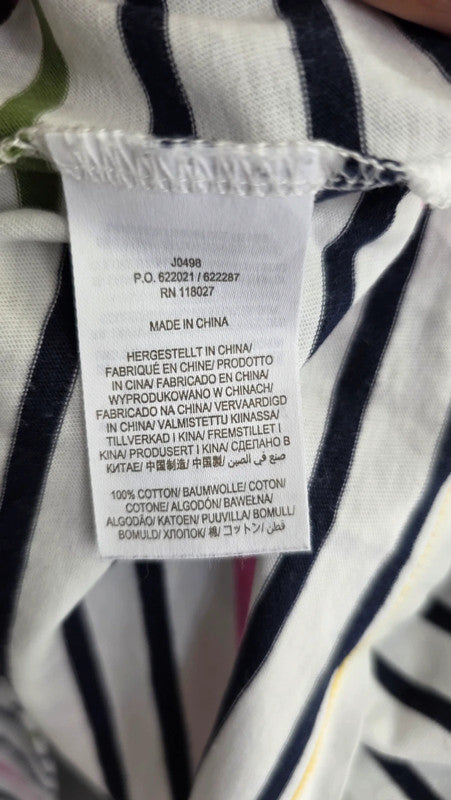 J0498
P.O. 622021 / 622287
RN 118027
MADE IN CHINA
HERGESTELLT IN CHINA/
FABRIQUÉ EN CHINE/ PRODOTTO
IN CINA/ FABRICADO EN CHINA/
WYPRODUKOWANO W CHINACH/
FABRICADO NA CHINA/ VERVAARDIGD
IN CHINA/ VALMISTETTU KIINASSA/
TILLVERKAD I KINA/ FREMSTILLET I
KINA/ PRODUSERT I KINA/ СДЕЛАНО В
КИТАЕ/ 中国制造/ 中国製/ صنع في الصين/
100% COTTON/ BAUMWOLLE/ COTON/
COTONE/ ALGODÓN/ BAWEŁNA/
ALGODÃO/ KATOEN/ PUUVILLA/ BOMULL/
BOMULD/ ХЛОПОК/ 棉/ コットン/ قطن/